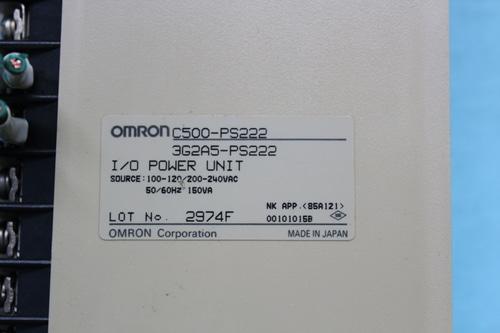 OMRON C500-PS222
3G2A5-PS222
I/O POWER UNIT
SOURCE:100-120/200-240VAC
50/60Hz 150VA
NK APP.<85A121>
LOT No. 2974F 00101015B
OMRON Corporation MADE IN JAPAN